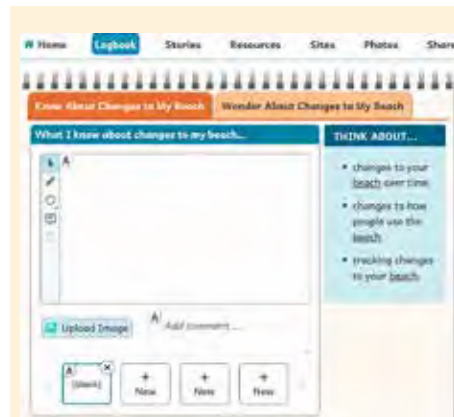 Home Logbook Stories Resources Sites Photos Share
Know About Changes to My Beach Wonder About Changes to My Beach
What I know about changes to my beach...
A
Upload Image
A Add comment ...
A [blank]
+ New
+ New
+ New
THINK ABOUT...
• changes to your
beach over time
• changes to how
people use the
beach
• tracking changes
to your beach